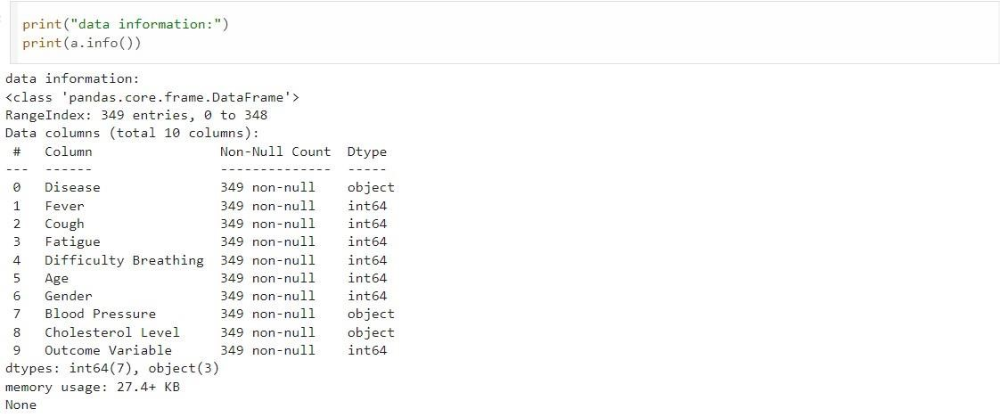 print("data information:")
print(a.info())
data information:
<class 'pandas.core.frame.DataFrame'>
RangeIndex: 349 entries, 0 to 348
Data columns (total 10 columns):
 #   Column                Non-Null Count  Dtype
---  ------                --------------  -----
 0   Disease               349 non-null    object
 1   Fever                 349 non-null    int64
 2   Cough                 349 non-null    int64
 3   Fatigue               349 non-null    int64
 4   Difficulty Breathing  349 non-null    int64
 5   Age                   349 non-null    int64
 6   Gender                349 non-null    int64
 7   Blood Pressure        349 non-null    object
 8   Cholesterol Level     349 non-null    object
 9   Outcome Variable      349 non-null    int64
dtypes: int64(7), object(3)
memory usage: 27.4+ KB
None